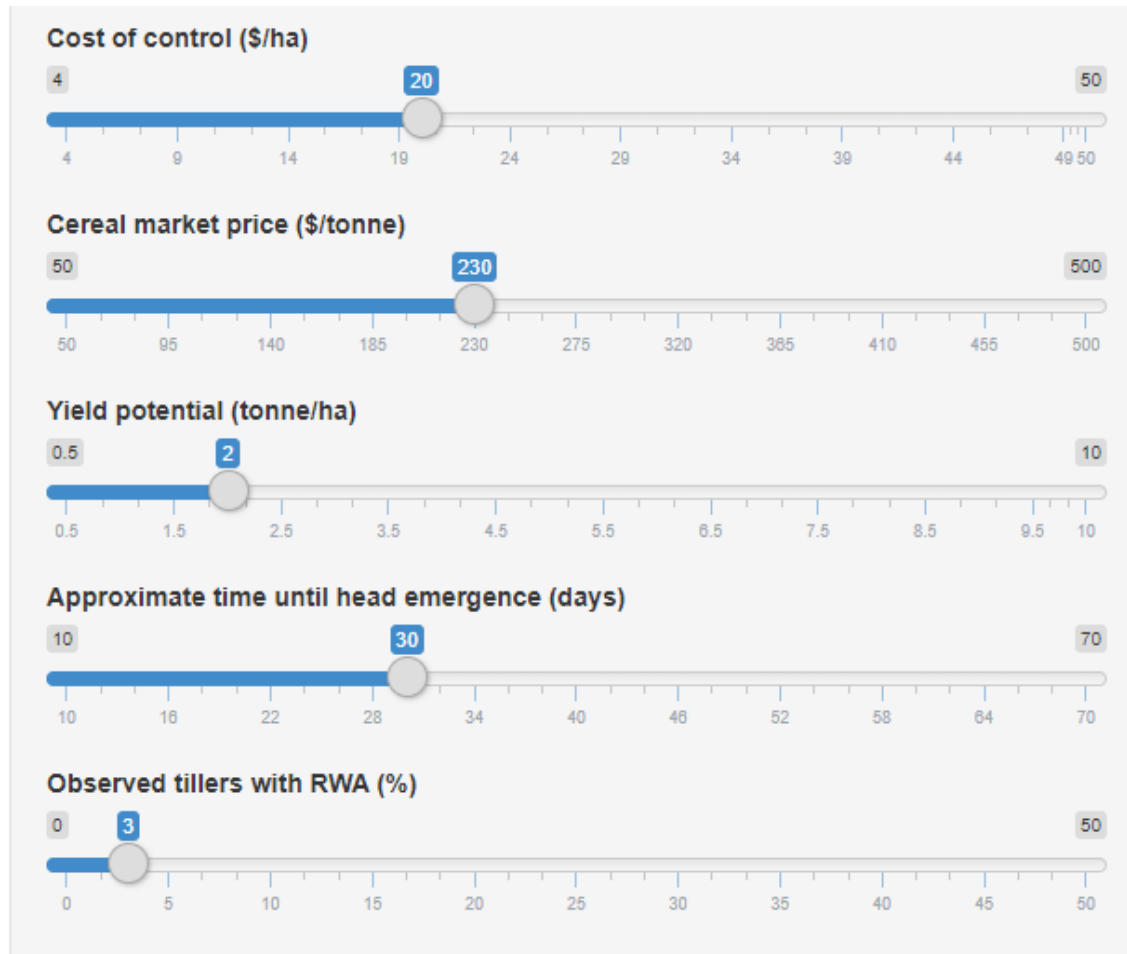 Cost of control ($/ha)
4 20 50
4 9 14 19 24 29 34 39 44 49 50
Cereal market price ($/tonne)
50 230 500
50 95 140 185 230 275 320 365 410 455 500
Yield potential (tonne/ha)
0.5 2 10
0.5 1.5 2.5 3.5 4.5 5.5 6.5 7.5 8.5 9.5 10
Approximate time until head emergence (days)
10 30 70
10 16 22 28 34 40 46 52 58 64 70
Observed tillers with RWA (%)
0 3 50
0 5 10 15 20 25 30 35 40 45 50